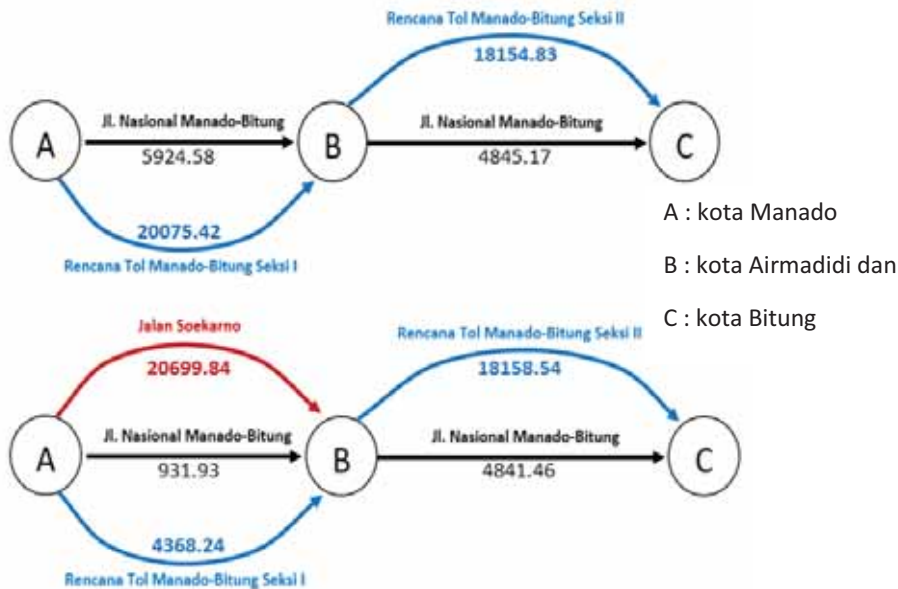 Rencana Tol Manado-Bitung Seksi II
18154.83
Jl. Nasional Manado-Bitung
Jl. Nasional Manado-Bitung
A
B
C
5924.58
4845.17
20075.42
Rencana Tol Manado-Bitung Seksi I
A : kota Manado
B : kota Airmadidi dan
C : kota Bitung
Jalan Soekarno
20699.84
Rencana Tol Manado-Bitung Seksi II
18158.54
Jl. Nasional Manado-Bitung
Jl. Nasional Manado-Bitung
A
B
C
931.93
4841.46
4368.24
Rencana Tol Manado-Bitung Seksi I